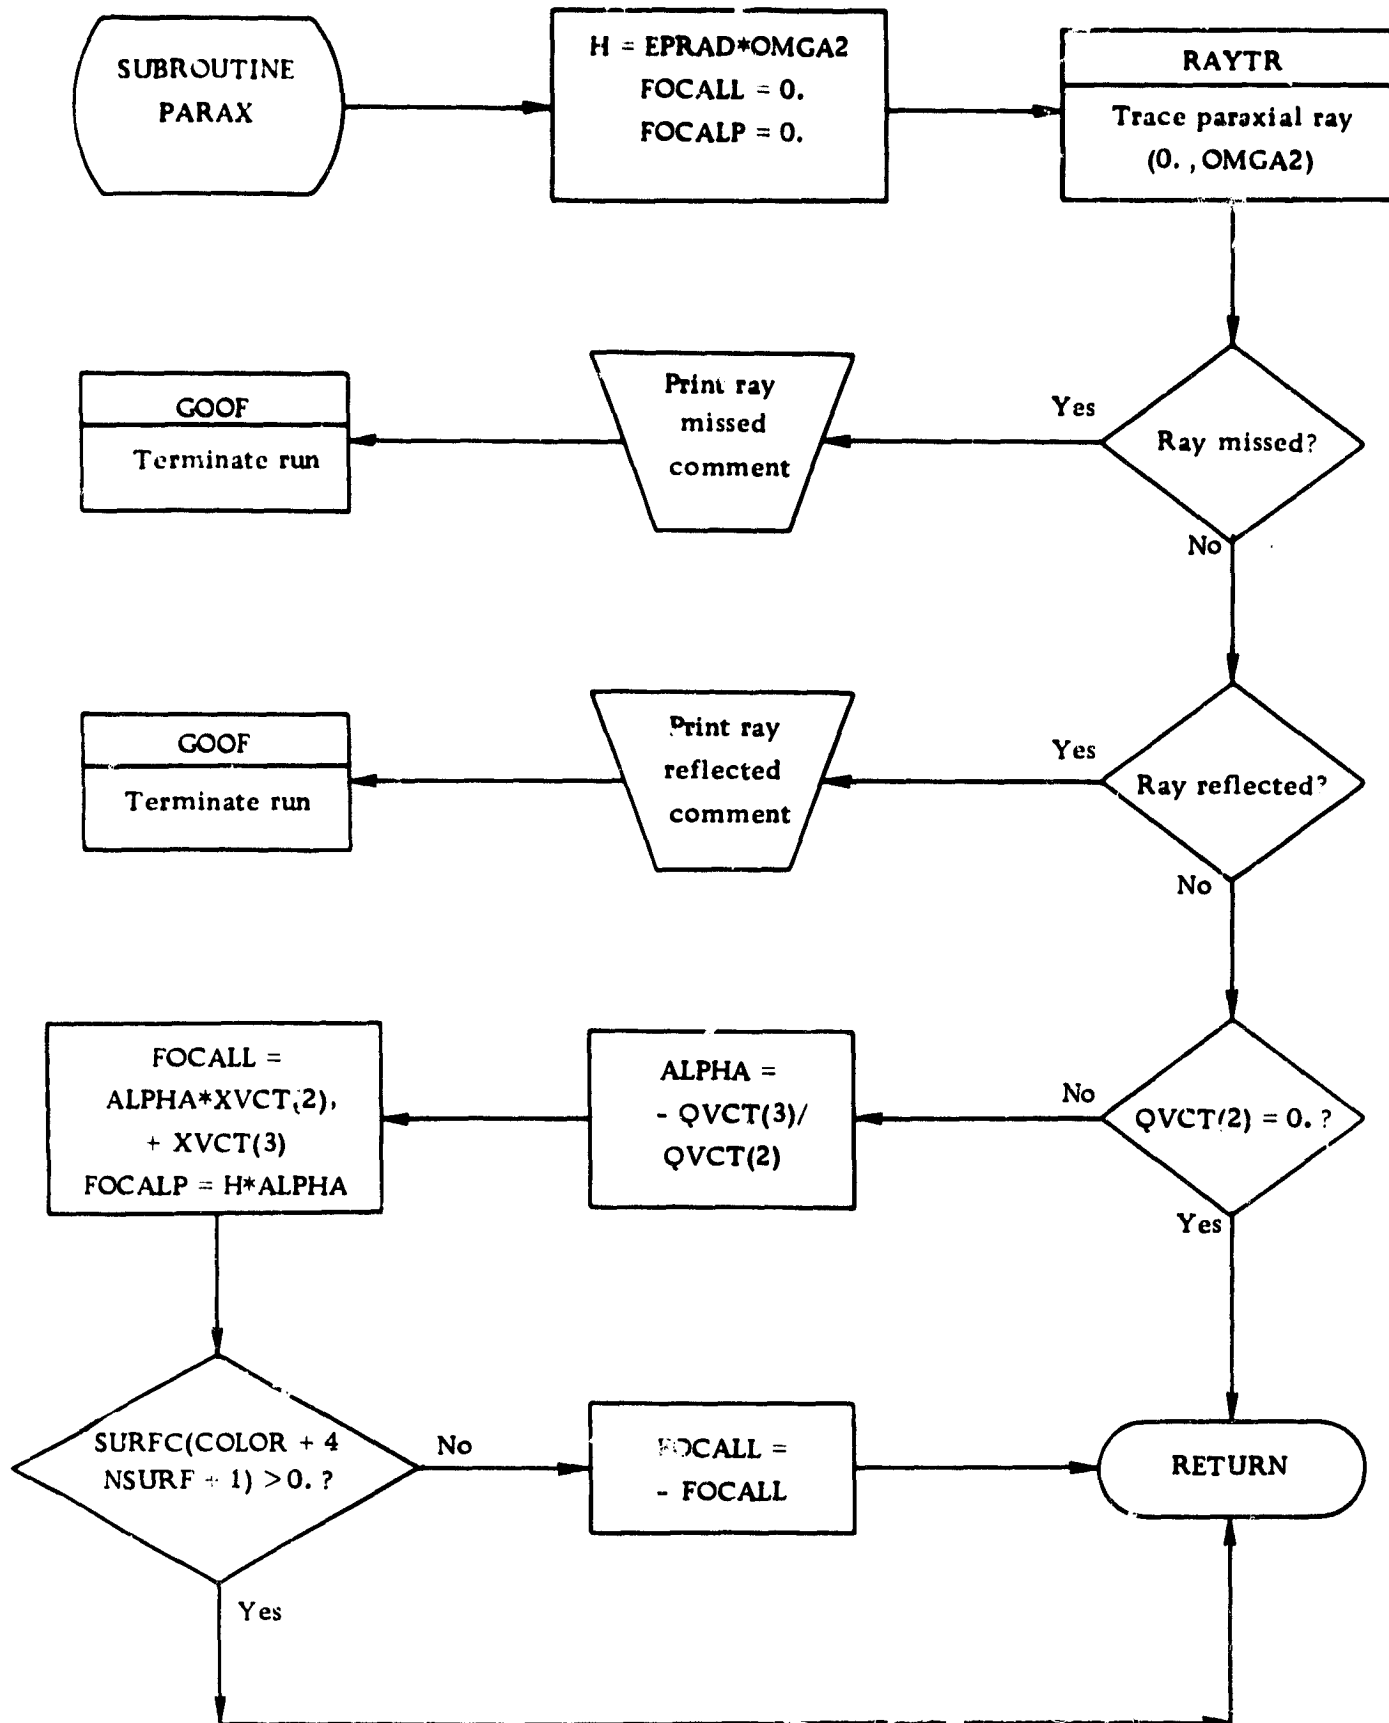 SUBROUTINE
PARAX
H = EPRAD*OMGA2
FOCALL = 0.
FOCALP = 0.
RAYTR
Trace paraxial ray
(0. , OMGA2)
GOOF
Terminate run
Print ray
missed
comment
Yes
Ray missed?
No
GOOF
Terminate run
Print ray
reflected
comment
Yes
Ray reflected?
No
FOCALL =
ALPHA*XVCT(2),
+ XVCT(3)
FOCALP = H*ALPHA
ALPHA =
- QVCT(3)/
QVCT(2)
No
QVCT(2) = 0. ?
Yes
SURFC(COLOR + 4
NSURF + 1) > 0. ?
No
FOCALL =
- FOCALL
RETURN
Yes